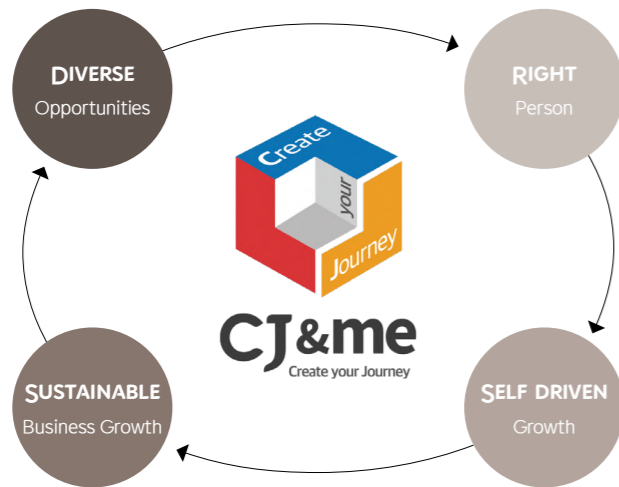 DIVERSE
Opportunities
RIGHT
Person
Create
your
Journey
CJ&me
Create your Journey
SUSTAINABLE
Business Growth
SELF DRIVEN
Growth